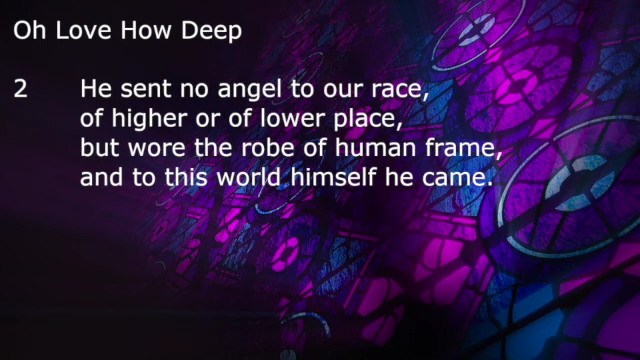 Oh Love How Deep
2 He sent no angel to our race,
of higher or of lower place,
but wore the robe of human frame,
and to this world himself he came.